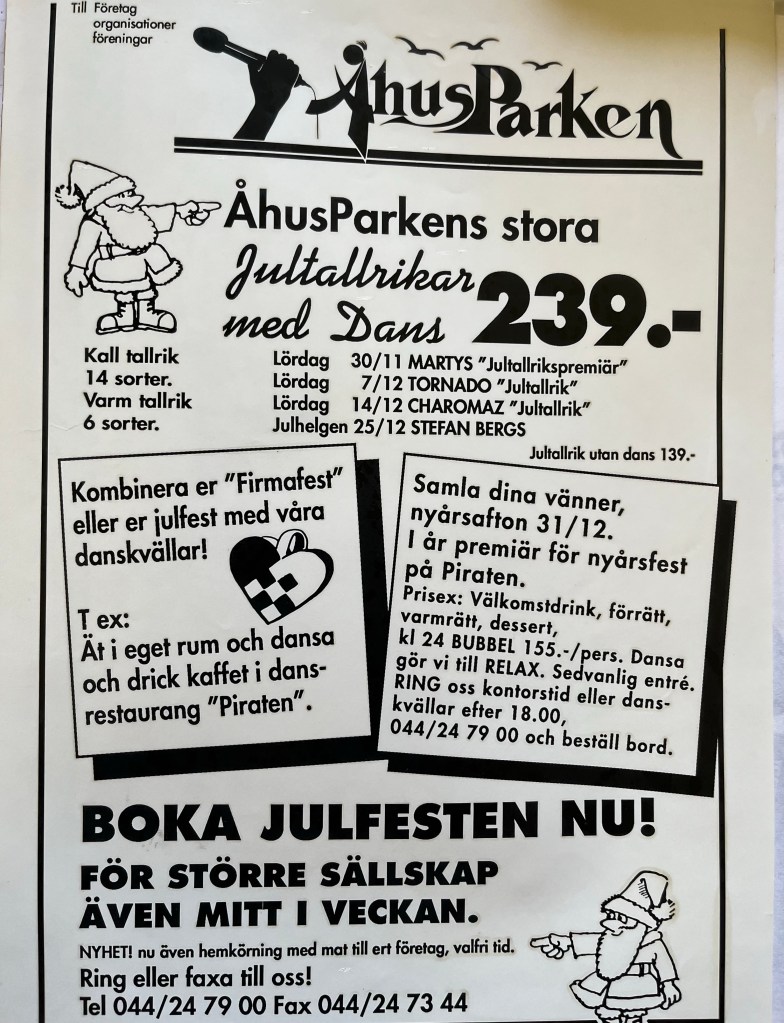 Till Företag
organisationer
föreningar
ÅhusParken
ÅhusParkens stora
Jultallrikar
med Dans 239.-
Kall tallrik
14 sorter.
Varm tallrik
6 sorter.
Lördag 30/11 MARTYS "Jultallrikspremiär"
Lördag 7/12 TORNADO "Jultallrik"
Lördag 14/12 CHAROMAZ "Jultallrik"
Julhelgen 25/12 STEFAN BERGS
Jultallrik utan dans 139.-
Kombinera er "Firmafest"
eller er julfest med våra
danskvällar!
T ex:
Ät i eget rum och dansa
och drick kaffet i dans-
restaurang "Piraten".
Samla dina vänner,
nyårsafton 31/12.
I år premiär för nyårsfest
på Piraten.
Prisex: Välkomstdrink, förrätt,
varmrätt, dessert,
kl 24 BUBBEL 155.-/pers. Dansa
gör vi till RELAX. Sedvanlig entré.
RING oss kontorstid eller dans-
kvällar efter 18.00,
044/24 79 00 och beställ bord.
BOKA JULFESTEN NU!
FÖR STÖRRE SÄLLSKAP
ÄVEN MITT I VECKAN.
NYHET! nu även hemkörning med mat till ert företag, valfri tid.
Ring eller faxa till oss!
Tel 044/24 79 00 Fax 044/24 73 44